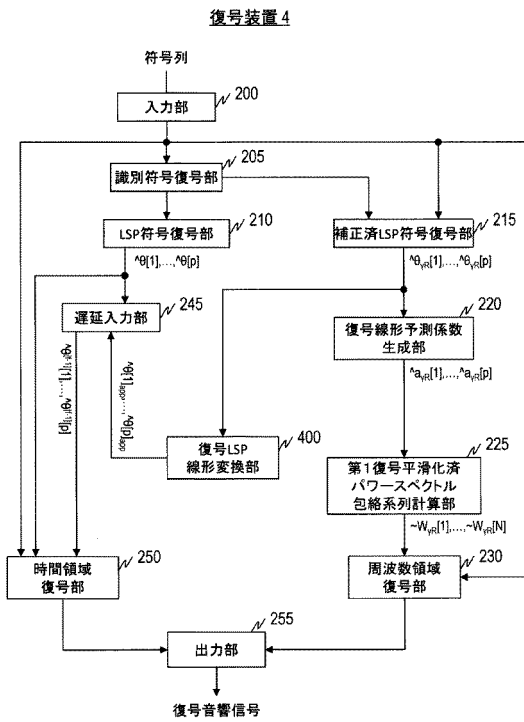 復号装置4
符号列
200
入力部
205
識別符号復号部
210
LSP符号復号部
215
補正済LSP符号復号部
^θ[1],...,^θ[p]
^θγR[1],...,^θγR[p]
245
遅延入力部
220
復号線形予測係数
生成部
^θ[1]app,...,^θ[p]app
^aγR[1],...,^aγR[p]
400
復号LSP
線形変換部
225
第1復号平滑化済
パワースペクトル
包絡系列計算部
~WγR[1],...,~WγR[N]
250
時間領域
復号部
230
周波数領域
復号部
255
出力部
復号音響信号